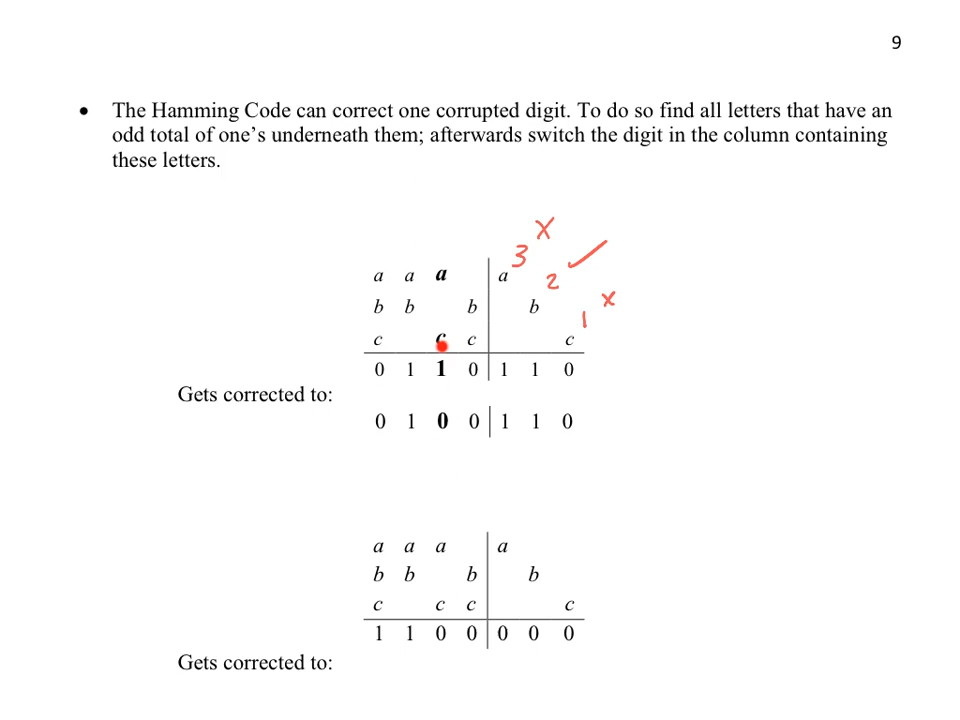 9
• The Hamming Code can correct one corrupted digit. To do so find all letters that have an
odd total of one's underneath them; afterwards switch the digit in the column containing
these letters.
X
3
a a a a
2 ✓
b b b b
1 x
c c c c
0 1 1 0 1 1 0
Gets corrected to:
0 1 0 0 1 1 0
a a a a
b b b b
c c c c
1 1 0 0 0 0 0
Gets corrected to: